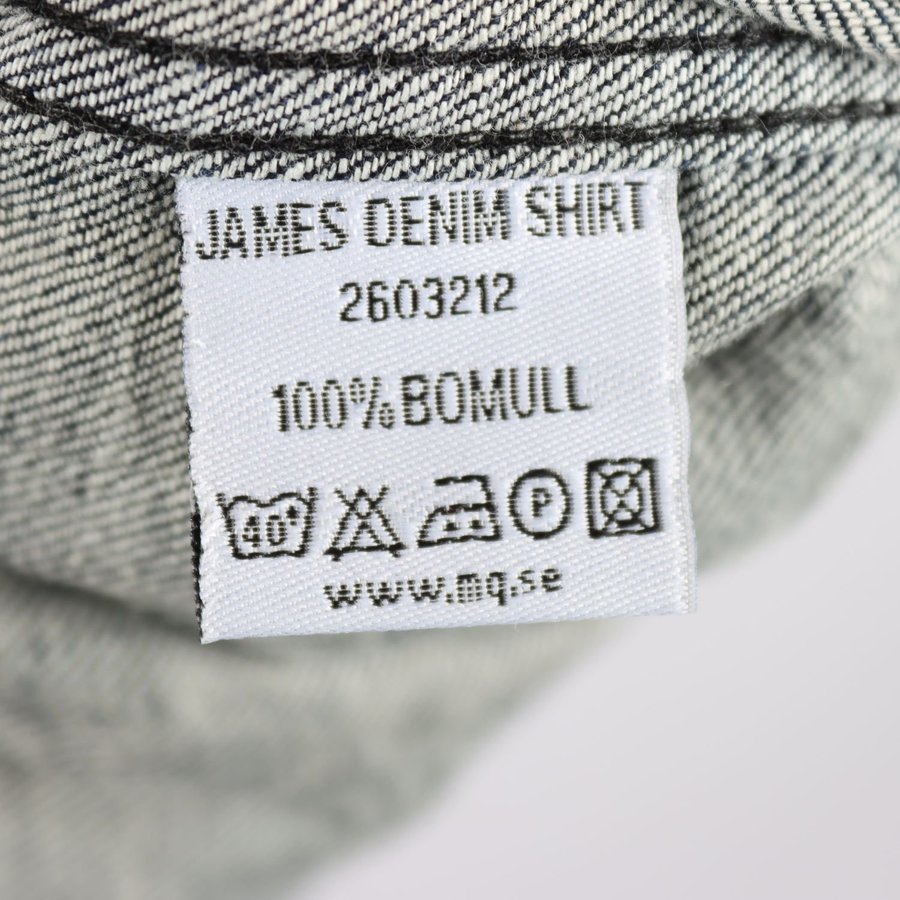 JAMES DENIM SHIRT
2603212
100% BOMULL
40° P
www.mq.se